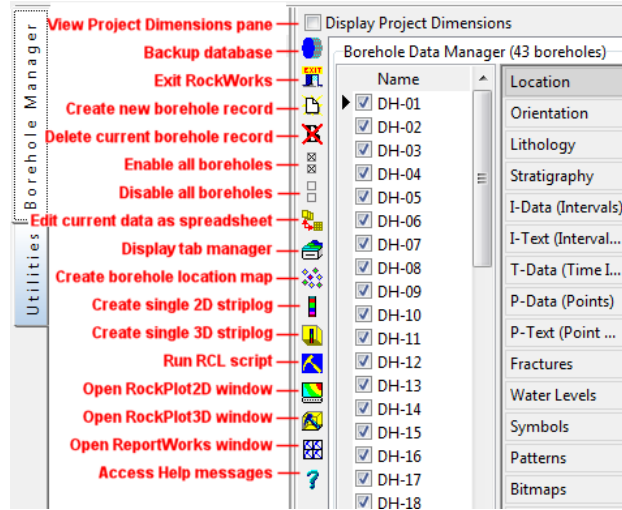 Borehole Manager
Utilities
View Project Dimensions pane
Backup database
Exit RockWorks
Create new borehole record
Delete current borehole record
Enable all boreholes
Disable all boreholes
Edit current data as spreadsheet
Display tab manager
Create borehole location map
Create single 2D striplog
Create single 3D striplog
Run RCL script
Open RockPlot2D window
Open RockPlot3D window
Open ReportWorks window
Access Help messages
EXIT
B
?
Display Project Dimensions
Borehole Data Manager (43 boreholes)
Name
DH-01
DH-02
DH-03
DH-04
DH-05
DH-06
DH-07
DH-08
DH-09
DH-10
DH-11
DH-12
DH-13
DH-14
DH-15
DH-16
DH-17
DH-18
Location
Orientation
Lithology
Stratigraphy
I-Data (Intervals)
I-Text (Interval...
T-Data (Time I...
P-Data (Points)
P-Text (Point ...
Fractures
Water Levels
Symbols
Patterns
Bitmaps